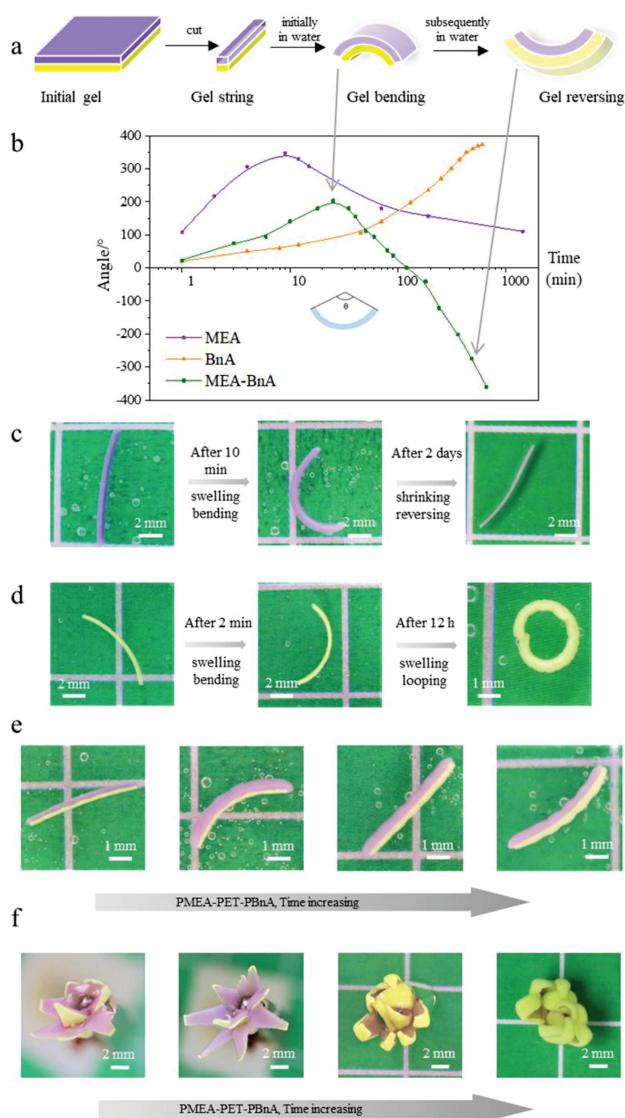 a
cut
initially
in water
subsequently
in water
Initial gel
Gel string
Gel bending
Gel reversing
b
400
300
200
100
0
-100
-200
-300
-400
Angle/°
1
10
100
1000
Time
(min)
θ
MEA
BnA
MEA-BnA
c
After 10
min
swelling
bending
After 2 days
shrinking
reversing
2 mm
2 mm
2 mm
d
After 2 min
swelling
bending
After 12 h
swelling
looping
2 mm
2 mm
1 mm
e
1 mm
1 mm
1 mm
1 mm
PMEA-PET-PBnA, Time increasing
f
2 mm
2 mm
2 mm
2 mm
PMEA-PET-PBnA, Time increasing